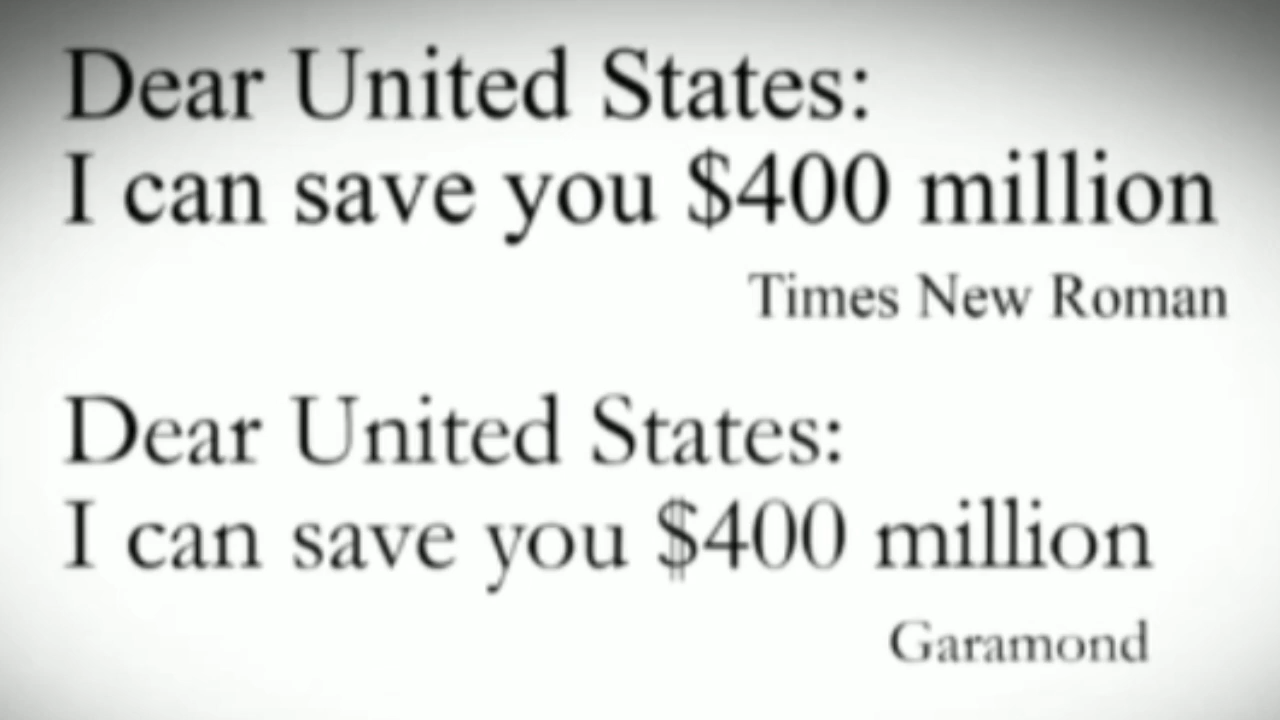 Dear United States:
I can save you $400 million
Times New Roman
Dear United States:
I can save you $400 million
Garamond